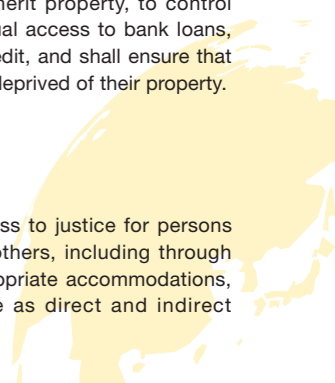 herit property, to control
ual access to bank loans,
edit, and shall ensure that
deprived of their property.
ss to justice for persons
others, including through
opriate accommodations,
e as direct and indirect